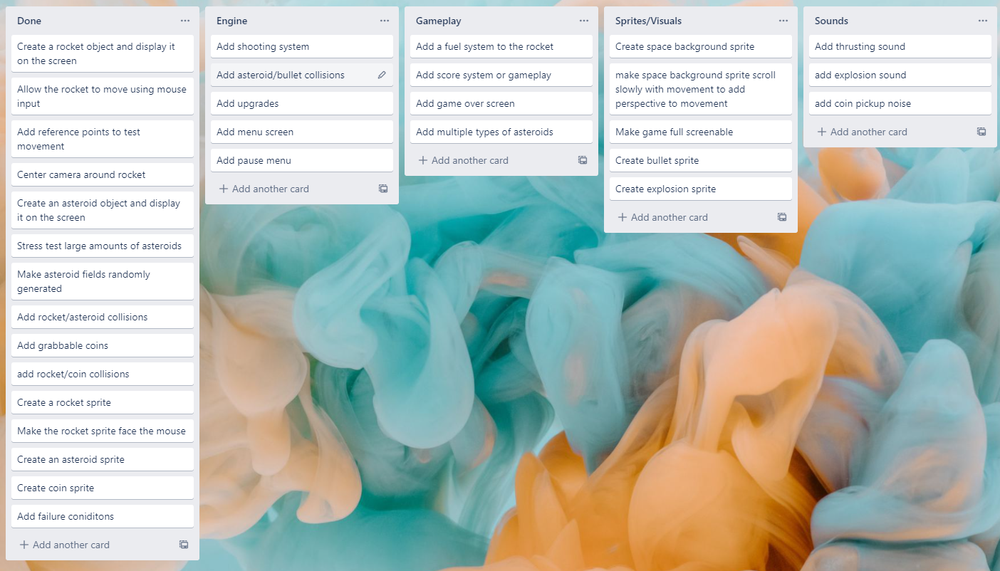 Done
Create a rocket object and display it
on the screen
Allow the rocket to move using mouse
input
Add reference points to test
movement
Center camera around rocket
Create an asteroid object and display
it on the screen
Stress test large amounts of asteroids
Make asteroid fields randomly
generated
Add rocket/asteroid collisions
Add grabbable coins
add rocket/coin collisions
Create a rocket sprite
Make the rocket sprite face the mouse
Create an asteroid sprite
Create coin sprite
Add failure coniditons
Add another card
Engine
Add shooting system
Add asteroid/bullet collisions
Add upgrades
Add menu screen
Add pause menu
Add another card
Gameplay
Add a fuel system to the rocket
Add score system or gameplay
Add game over screen
Add multiple types of asteroids
Add another card
Sprites/Visuals
Create space background sprite
make space background sprite scroll
slowly with movement to add
perspective to movement
Make game full screenable
Create bullet sprite
Create explosion sprite
Add another card
Sounds
Add thrusting sound
add explosion sound
add coin pickup noise
Add another card